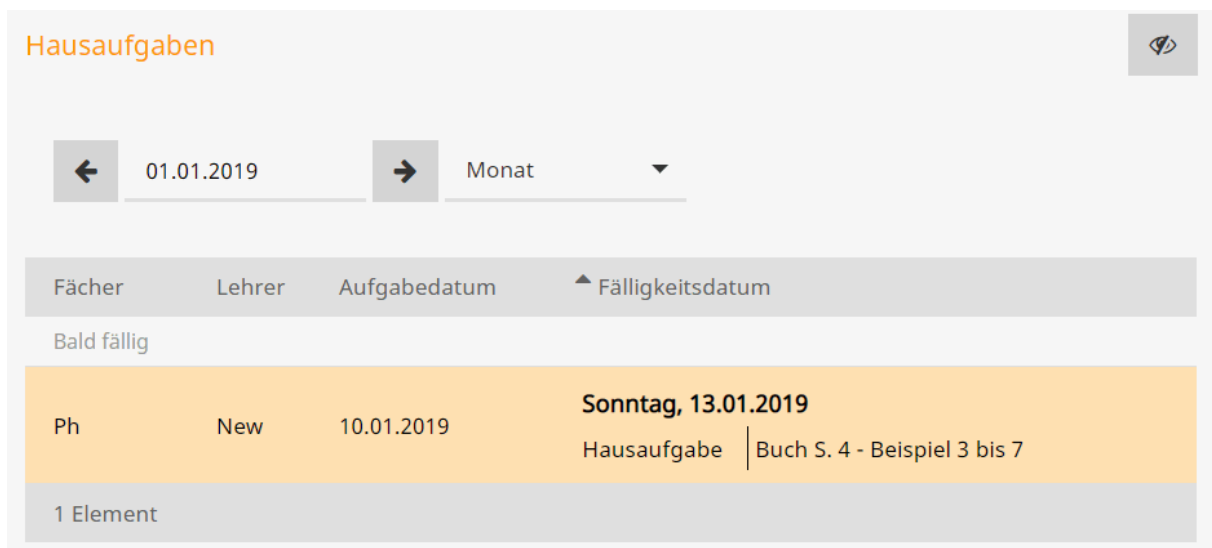 Hausaufgaben
01.01.2019 Monat
Fächer Lehrer Aufgabedatum Fälligkeitsdatum
Bald fällig
Ph New 10.01.2019 Sonntag, 13.01.2019
Hausaufgabe Buch S. 4 - Beispiel 3 bis 7
1 Element